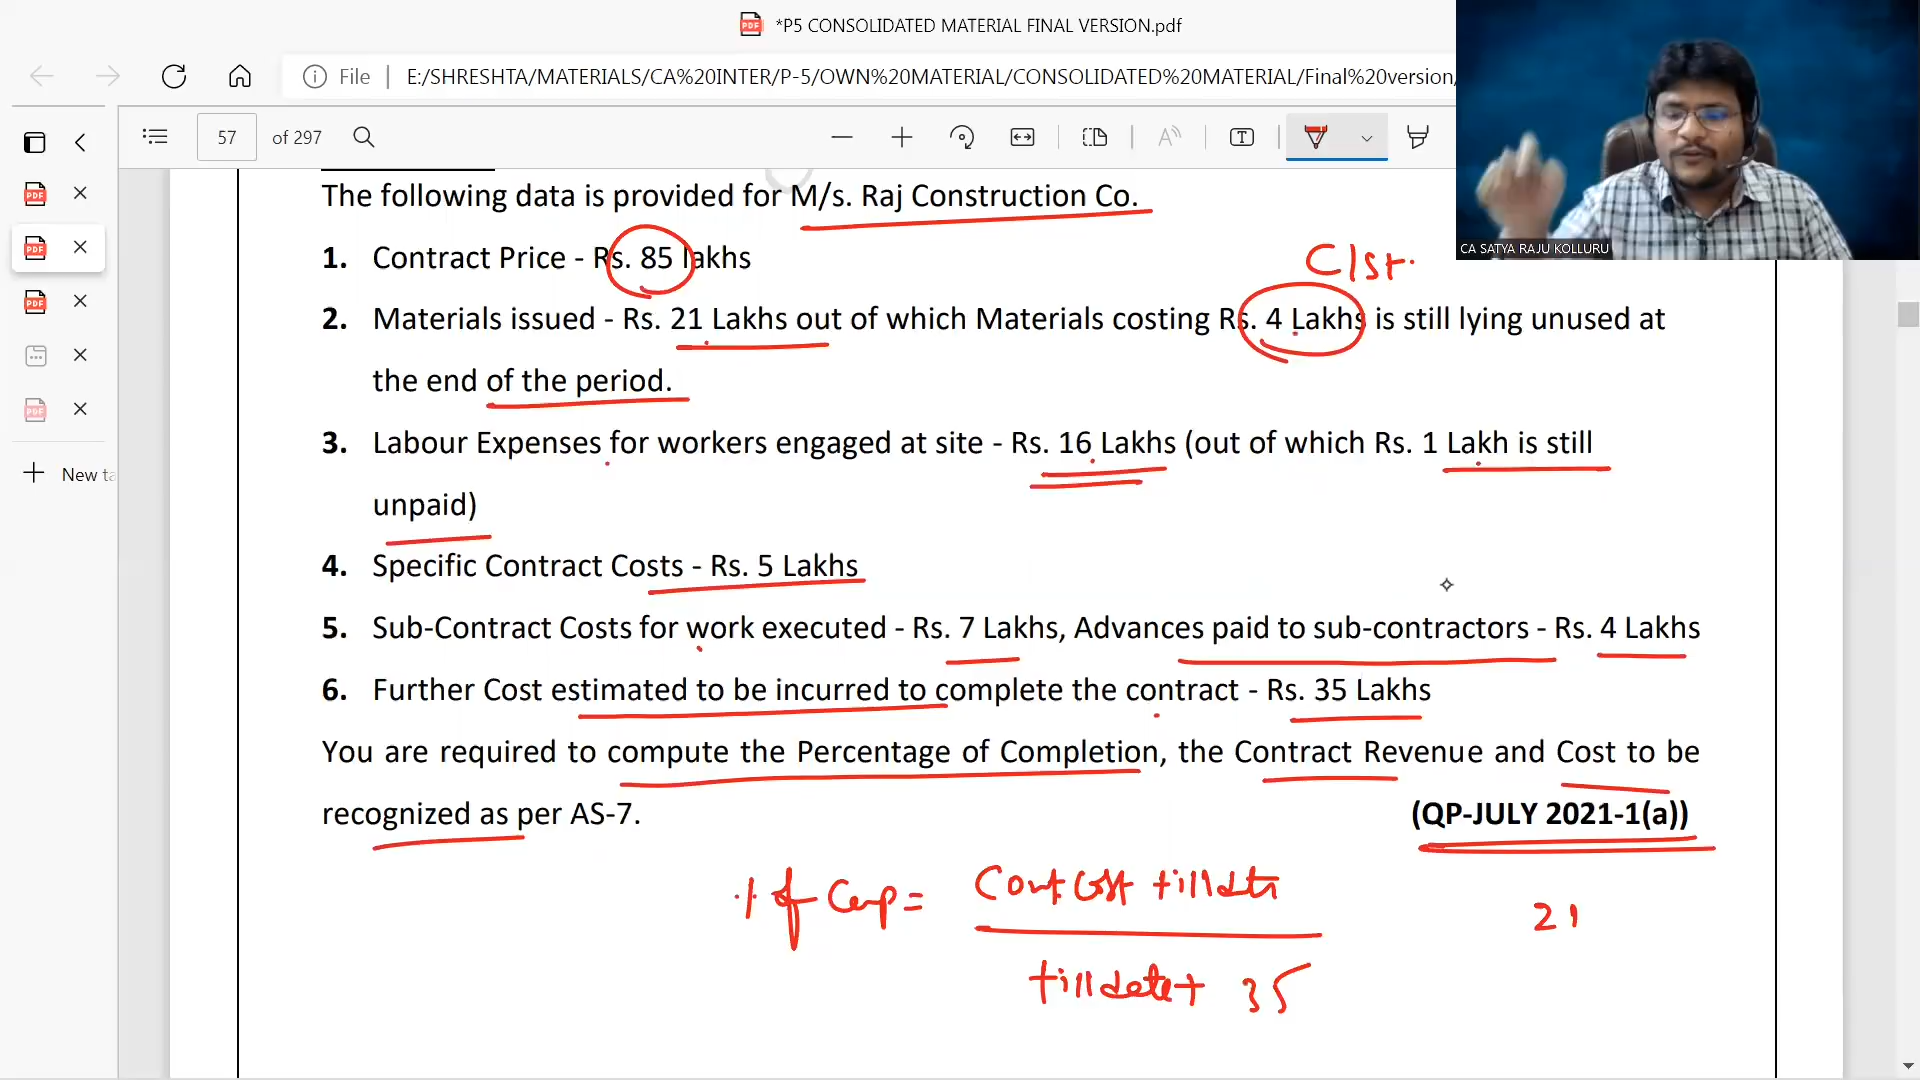 *P5 CONSOLIDATED MATERIAL FINAL VERSION.pdf
File | E:/SHRESHTA/MATERIALS/CA%20INTER/P-5/OWN%20MATERIAL/CONSOLIDATED%20MATERIAL/Final%20version/
57 of 297
CA SATYA RAJU KOLLURU
New ta
The following data is provided for M/s. Raj Construction Co.
1. Contract Price - Rs. 85 lakhs
Clst.
2. Materials issued - Rs. 21 Lakhs out of which Materials costing Rs. 4 Lakhs is still lying unused at
the end of the period.
3. Labour Expenses for workers engaged at site - Rs. 16 Lakhs (out of which Rs. 1 Lakh is still
unpaid)
4. Specific Contract Costs - Rs. 5 Lakhs
5. Sub-Contract Costs for work executed - Rs. 7 Lakhs, Advances paid to sub-contractors - Rs. 4 Lakhs
6. Further Cost estimated to be incurred to complete the contract - Rs. 35 Lakhs
You are required to compute the Percentage of Completion, the Contract Revenue and Cost to be
recognized as per AS-7. (QP-JULY 2021-1(a))
% of Comp = Cont Cost till date
till date + 35
21